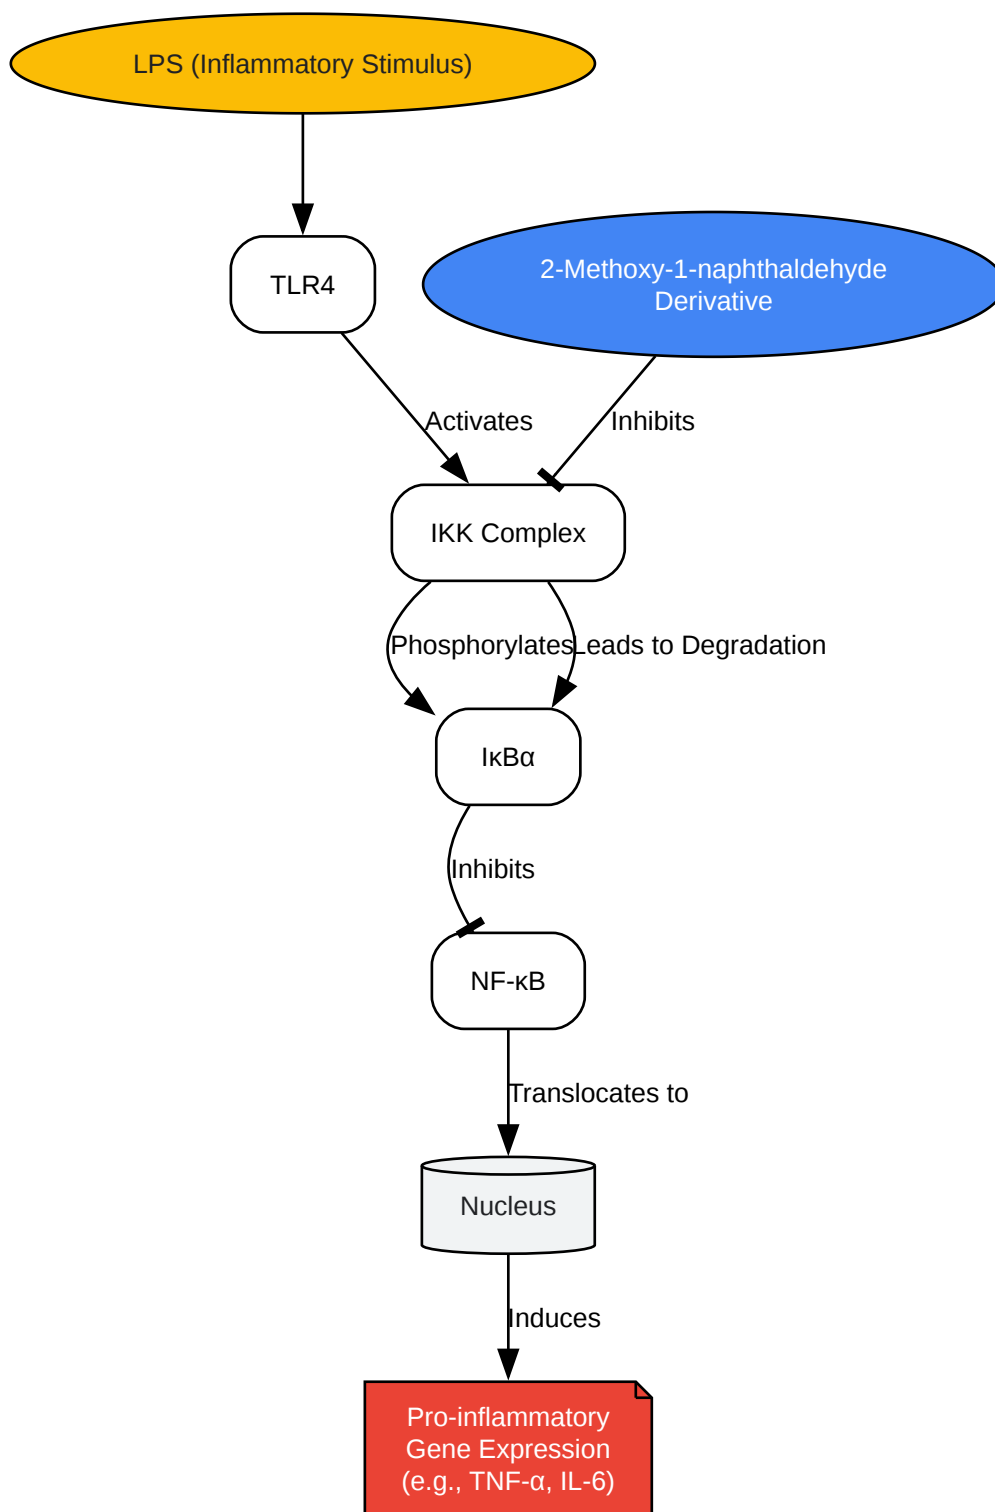 LPS (Inflammatory Stimulus)
TLR4
2-Methoxy-1-naphthaldehyde
Derivative
Activates
Inhibits
IKK Complex
Phosphorylates
Leads to Degradation
IκBα
Inhibits
NF-κB
Translocates to
Nucleus
Induces
Pro-inflammatory
Gene Expression
(e.g., TNF-α, IL-6)